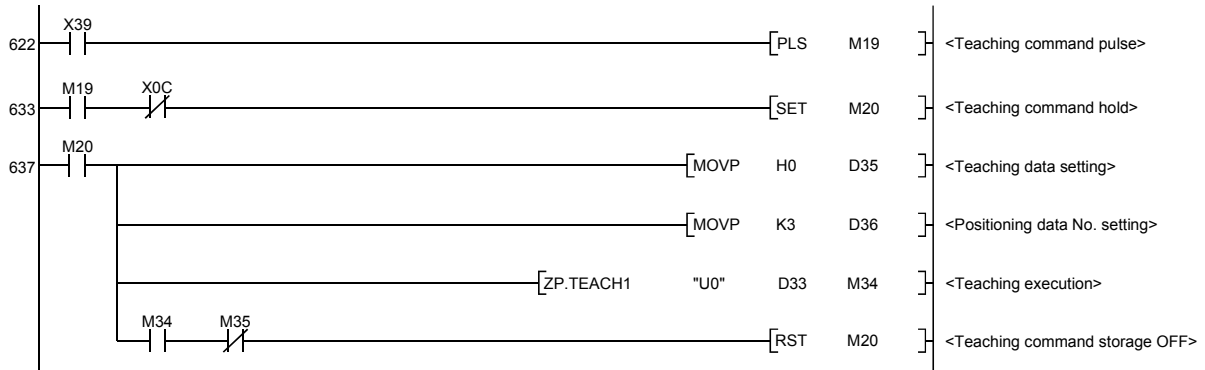 X39
622 PLS M19 <Teaching command pulse>
M19 X0C
633 SET M20 <Teaching command hold>
M20
637 MOVP H0 D35 <Teaching data setting>
MOVP K3 D36 <Positioning data No. setting>
ZP.TEACH1 "U0" D33 M34 <Teaching execution>
M34 M35
RST M20 <Teaching command storage OFF>